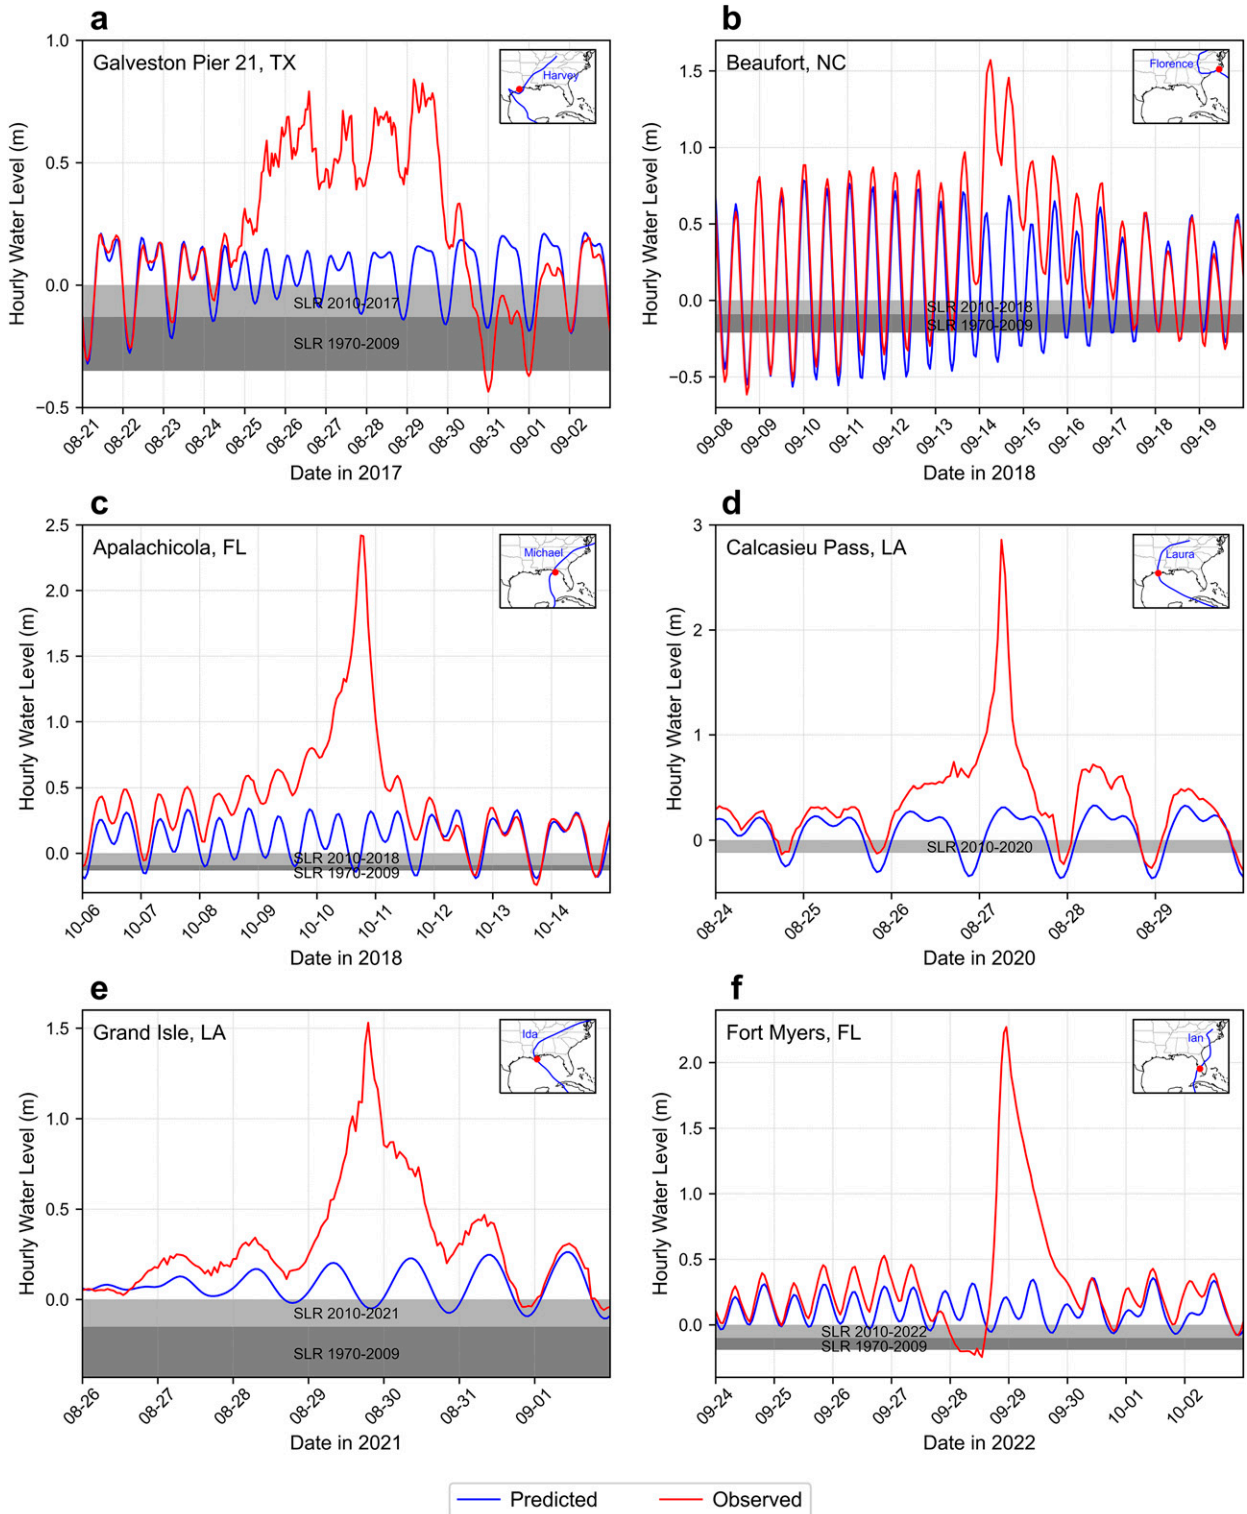 a
Galveston Pier 21, TX
Harvey
Hourly Water Level (m)
1.0
0.5
0.0
−0.5
SLR 2010-2017
SLR 1970-2009
08-21
08-22
08-23
08-24
08-25
08-26
08-27
08-28
08-29
08-30
08-31
09-01
09-02
Date in 2017
b
Beaufort, NC
Florence
Hourly Water Level (m)
1.5
1.0
0.5
0.0
−0.5
SLR 2010-2018
SLR 1970-2009
09-08
09-09
09-10
09-11
09-12
09-13
09-14
09-15
09-16
09-17
09-18
09-19
Date in 2018
c
Apalachicola, FL
Michael
Hourly Water Level (m)
2.5
2.0
1.5
1.0
0.5
0.0
SLR 2010-2018
SLR 1970-2009
10-06
10-07
10-08
10-09
10-10
10-11
10-12
10-13
10-14
Date in 2018
d
Calcasieu Pass, LA
Laura
Hourly Water Level (m)
3
2
1
0
SLR 2010-2020
08-24
08-25
08-26
08-27
08-28
08-29
Date in 2020
e
Grand Isle, LA
Ida
Hourly Water Level (m)
1.5
1.0
0.5
0.0
SLR 2010-2021
SLR 1970-2009
08-26
08-27
08-28
08-29
08-30
08-31
09-01
Date in 2021
f
Fort Myers, FL
Ian
Hourly Water Level (m)
2.0
1.5
1.0
0.5
0.0
SLR 2010-2022
SLR 1970-2009
09-24
09-25
09-26
09-27
09-28
09-29
09-30
10-01
10-02
Date in 2022
Predicted
Observed